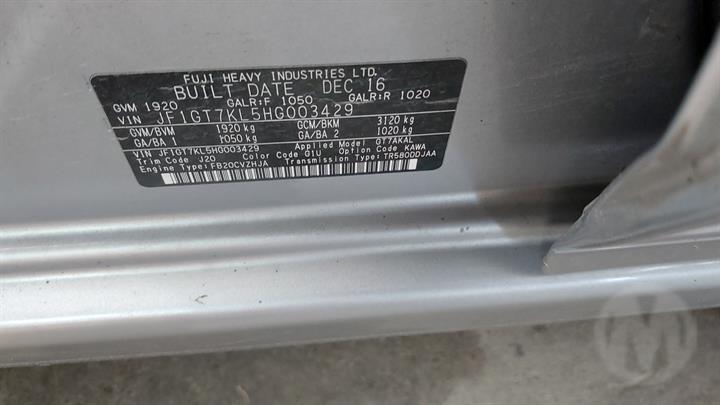 FUJI HEAVY INDUSTRIES LTD.
BUILT DATE DEC 16
GVM 1920 GALR:F 1050 GALR:R 1020
VIN JF1GT7KL5HG003429
GVM/BVM 1920 kg GCM/BKM 3120 kg
GA/BA 1 1050 kg GA/BA 2 1020 kg
VIN JF1GT7KL5HG003429 Applied Model GT7AKAL
Trim Code J20 Color Code G1U Option Code KAWA
Engine Type:FB20CVZHJA Transmission Type:TR580DDJAA
M